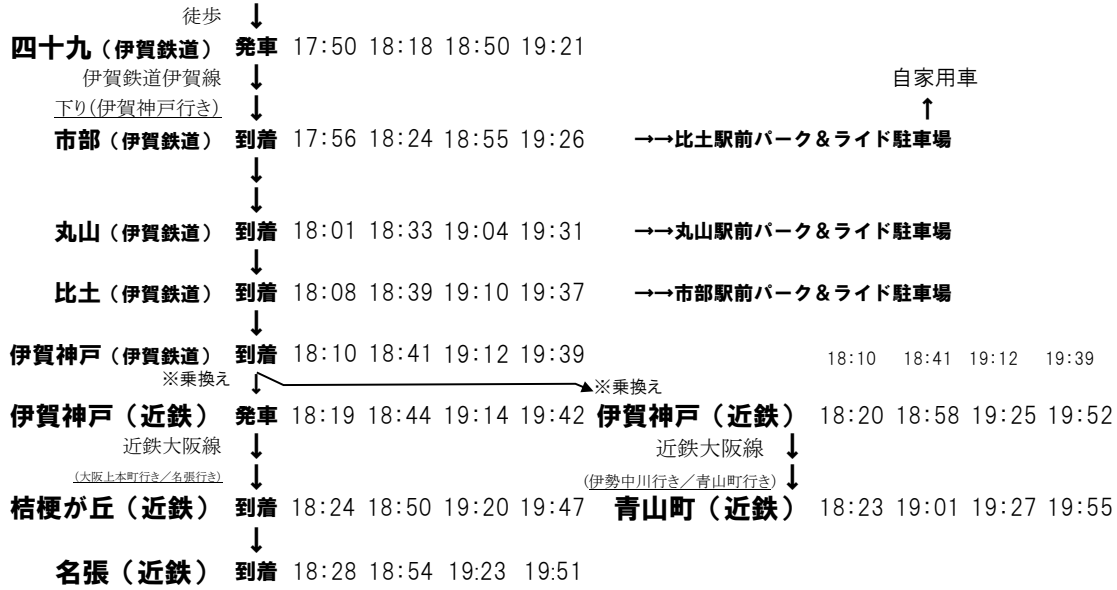 徒歩 ↓
四十九（伊賀鉄道） 発車 17:50 18:18 18:50 19:21
伊賀鉄道伊賀線 ↓ 自家用車
下り(伊賀神戸行き) ↓ ↑
市部（伊賀鉄道） 到着 17:56 18:24 18:55 19:26 →→比土駅前パーク＆ライド駐車場
↓
↓
丸山（伊賀鉄道） 到着 18:01 18:33 19:04 19:31 →→丸山駅前パーク＆ライド駐車場
↓
比土（伊賀鉄道） 到着 18:08 18:39 19:10 19:37 →→市部駅前パーク＆ライド駐車場
↓
伊賀神戸（伊賀鉄道） 到着 18:10 18:41 19:12 19:39 18:10 18:41 19:12 19:39
※乗換え ↓ ※乗換え
伊賀神戸（近鉄） 発車 18:19 18:44 19:14 19:42 伊賀神戸（近鉄） 18:20 18:58 19:25 19:52
近鉄大阪線 ↓ 近鉄大阪線 ↓
(大阪上本町行き／名張行き) ↓ (伊勢中川行き／青山町行き) ↓
桔梗が丘（近鉄） 到着 18:24 18:50 19:20 19:47 青山町（近鉄） 18:23 19:01 19:27 19:55
↓
名張（近鉄） 到着 18:28 18:54 19:23 19:51